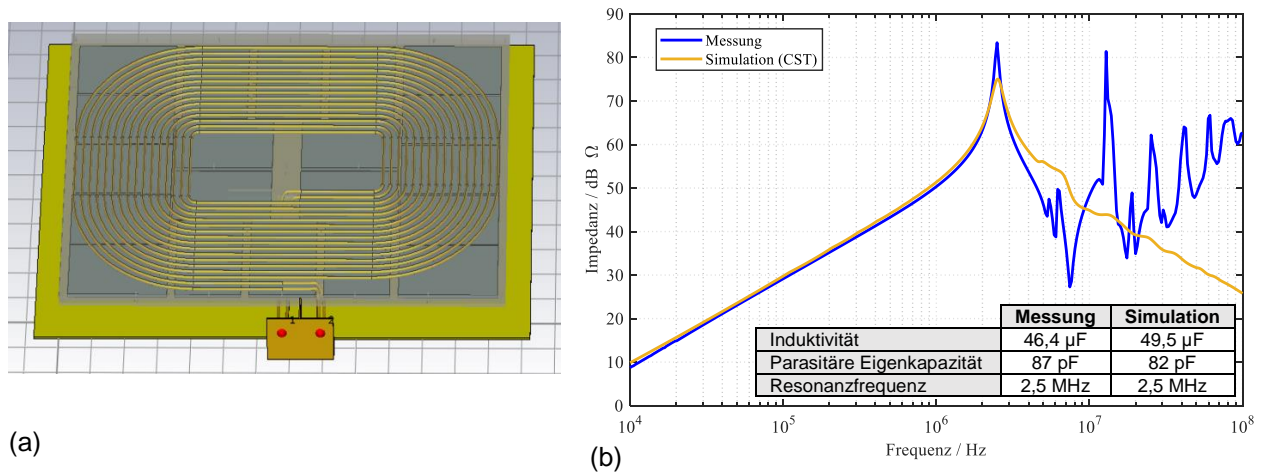 (a)
1 2
90
80
70
60
50
40
30
20
10
0
Impedanz / dB Ω
Messung
Simulation (CST)
Messung Simulation
Induktivität 46,4 µF 49,5 µF
Parasitäre Eigenkapazität 87 pF 82 pF
Resonanzfrequenz 2,5 MHz 2,5 MHz
10^4 10^5 10^6 10^7 10^8
Frequenz / Hz
(b)